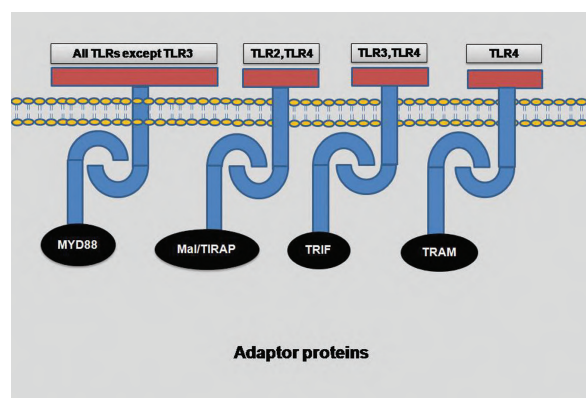 All TLRs except TLR3
TLR2,TLR4
TLR3,TLR4
TLR4
MYD88
Mal/TIRAP
TRIF
TRAM
Adaptor proteins